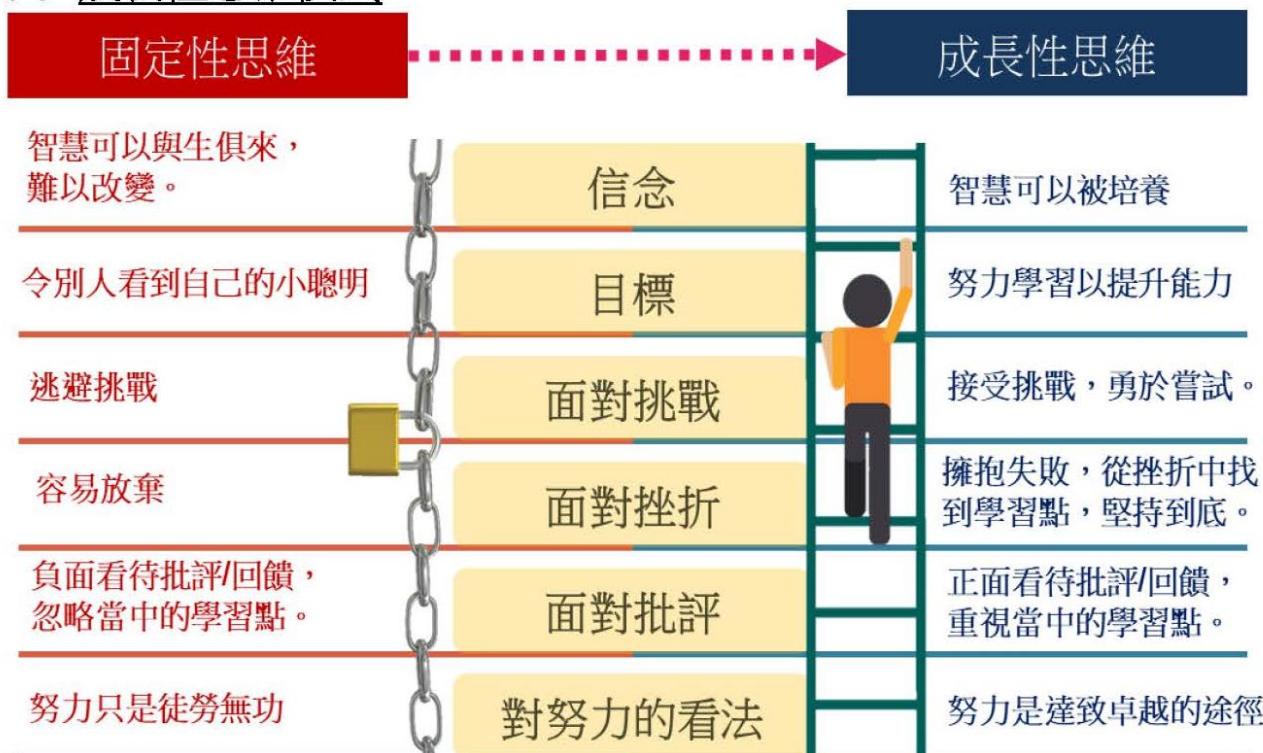 固定性思維
成長性思維
智慧可以與生俱來，
難以改變。
信念
智慧可以被培養
令別人看到自己的小聰明
目標
努力學習以提升能力
逃避挑戰
面對挑戰
接受挑戰，勇於嘗試。
容易放棄
面對挫折
擁抱失敗，從挫折中找
到學習點，堅持到底。
負面看待批評/回饋，
忽略當中的學習點。
面對批評
正面看待批評/回饋，
重視當中的學習點。
努力只是徒勞無功
對努力的看法
努力是達致卓越的途徑